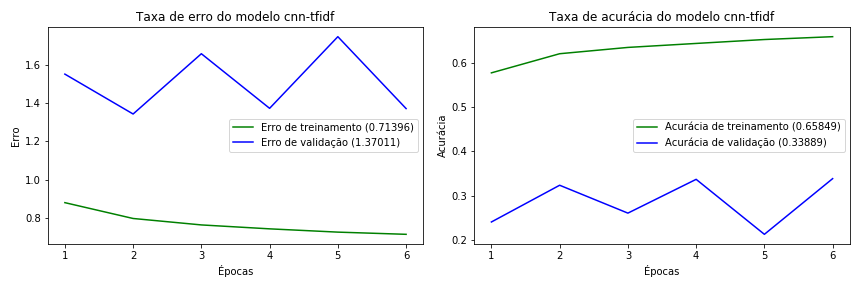 Taxa de erro do modelo cnn-tfidf
1.6
1.4
1.2
1.0
0.8
Erro
Erro de treinamento (0.71396)
Erro de validação (1.37011)
1 2 3 4 5 6
Épocas
Taxa de acurácia do modelo cnn-tfidf
0.6
0.5
0.4
0.3
0.2
Acurácia
Acurácia de treinamento (0.65849)
Acurácia de validação (0.33889)
1 2 3 4 5 6
Épocas